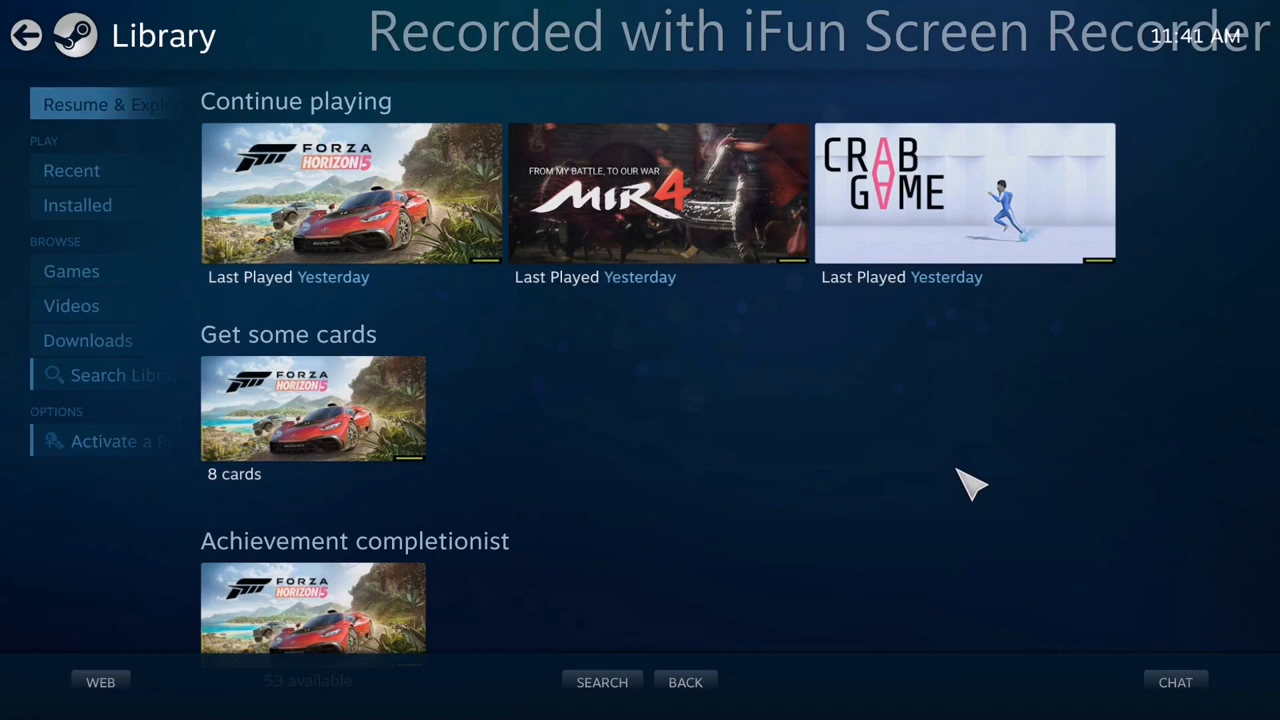 Library
Recorded with iFun Screen Recorder
11:41 AM
Resume & Expl
PLAY
Recent
Installed
BROWSE
Games
Videos
Downloads
Search Libra
OPTIONS
Activate a P
Continue playing
FORZA
HORIZON 5
Last Played Yesterday
FROM MY BATTLE, TO OUR WAR
MIR4
Last Played Yesterday
CRAB
GAME
Last Played Yesterday
Get some cards
FORZA
HORIZON 5
8 cards
Achievement completionist
FORZA
HORIZON 5
53 available
WEB
SEARCH
BACK
CHAT